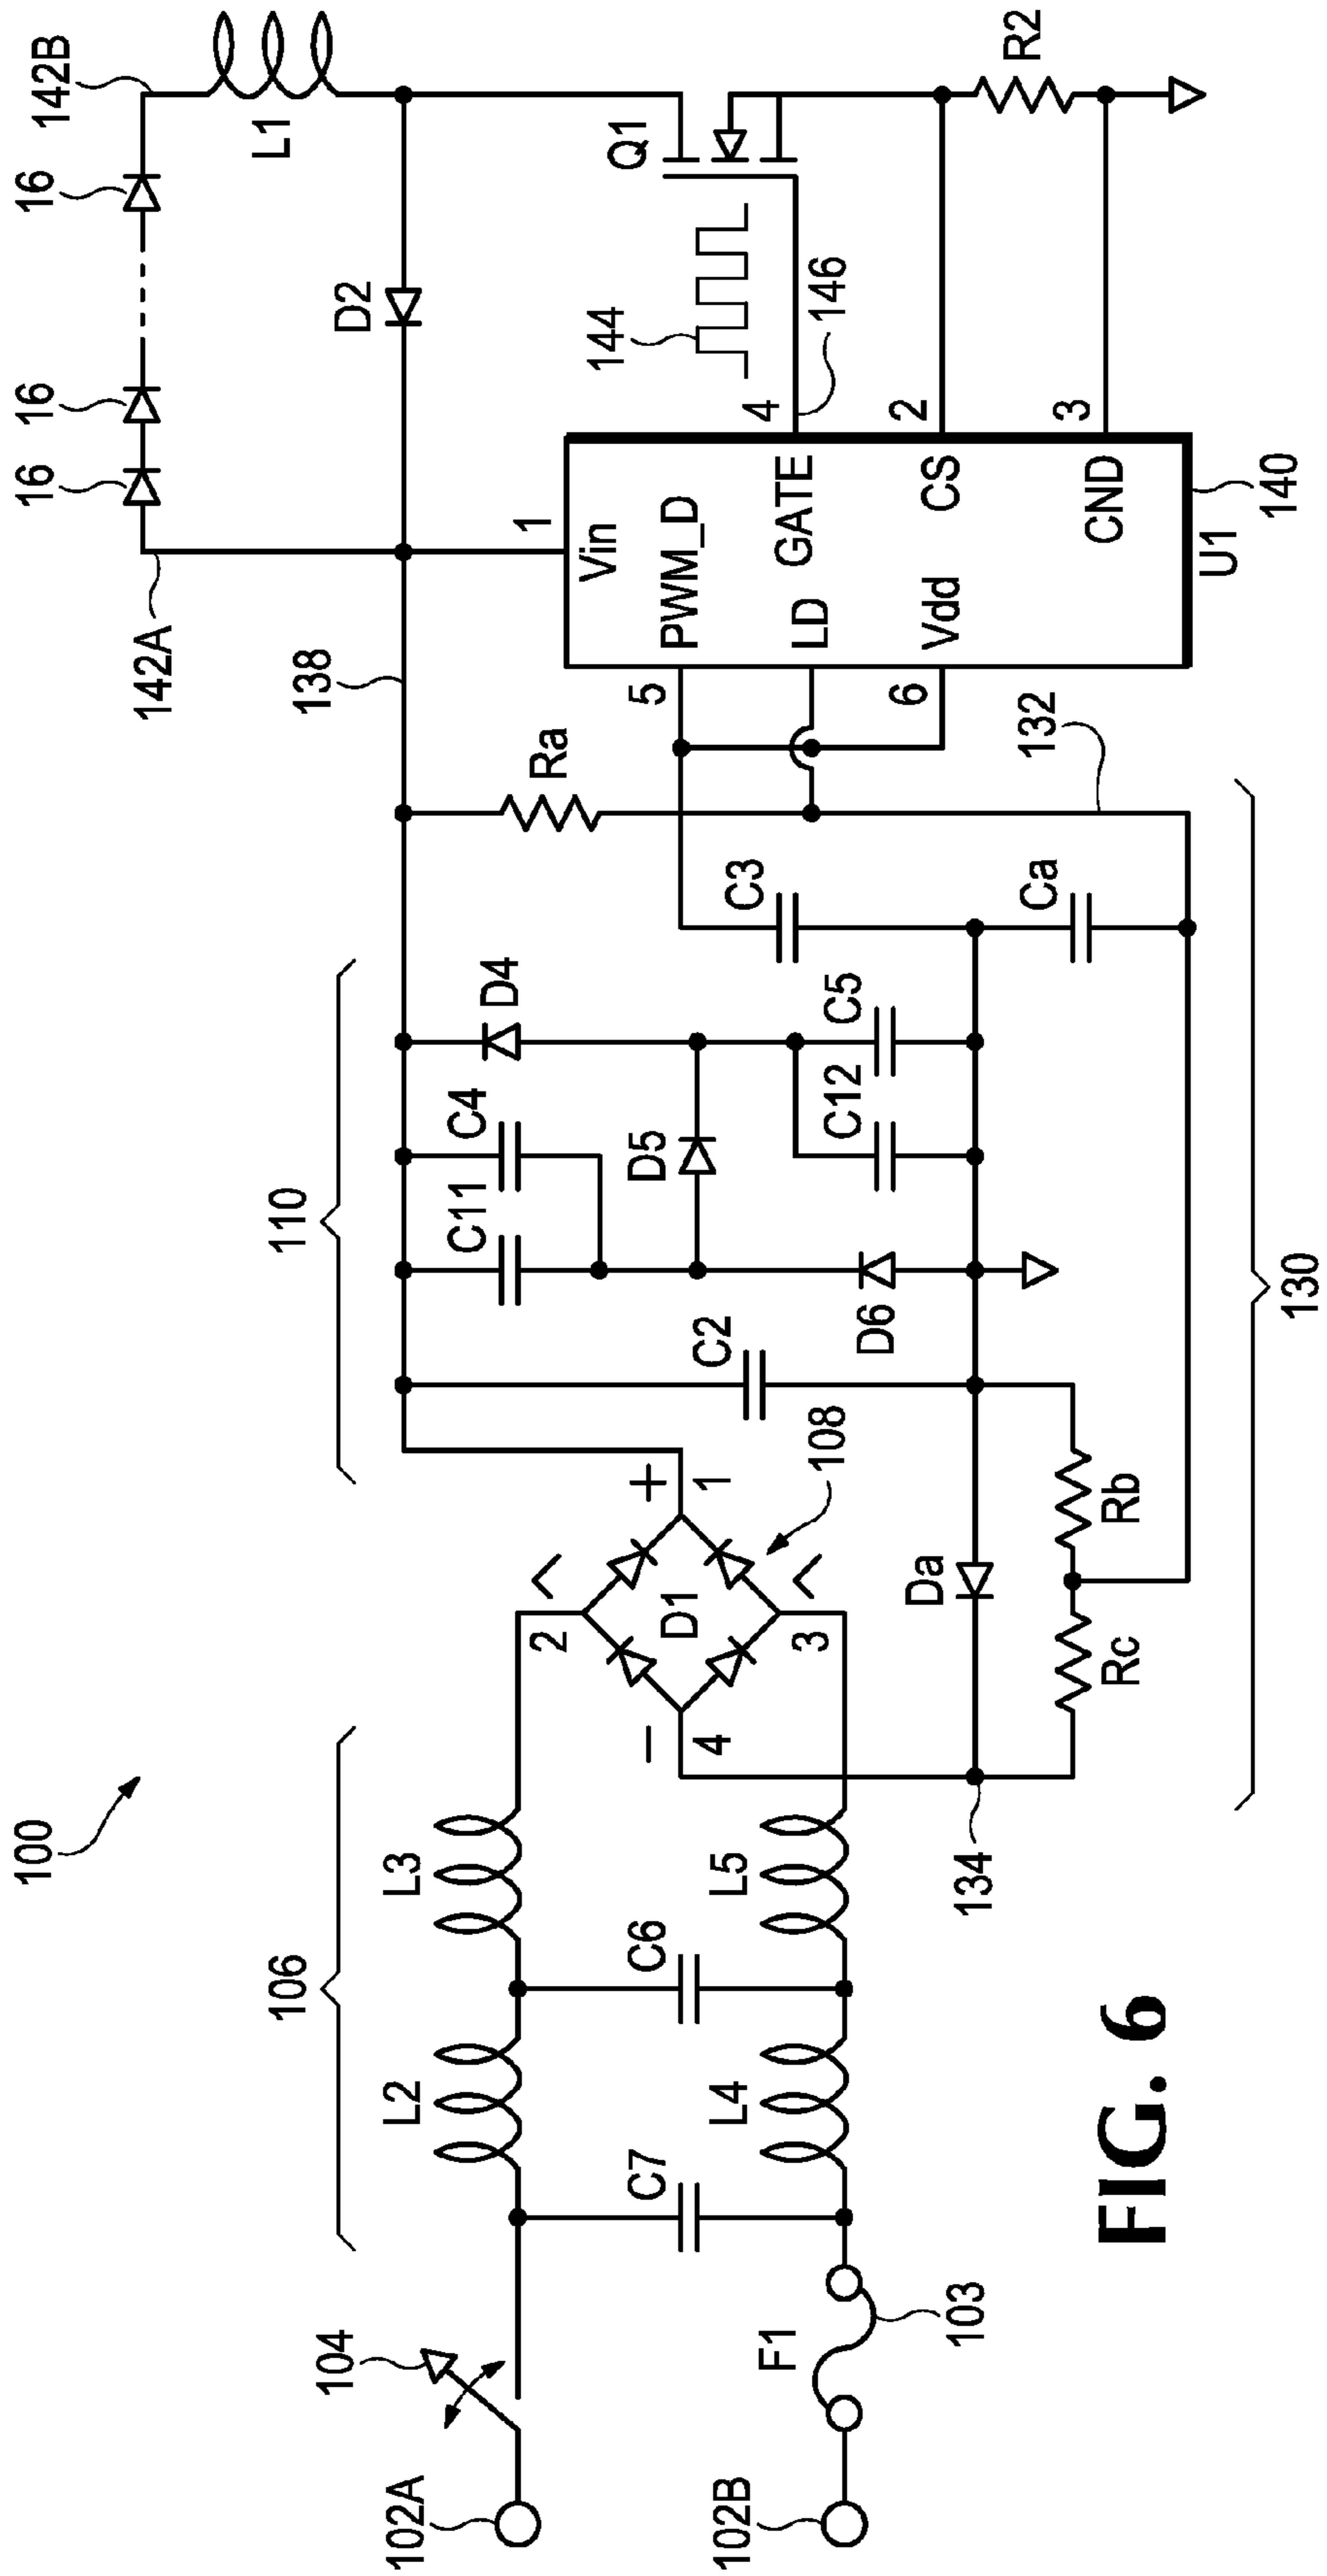 100
106
110
104
102A
102B
F1
103
C7
L2
L4
C6
L3
L5
2
3
D1
+
1
−
4
108
134
Da
Rc
Rb
130
C2
C11
C4
D4
D5
D6
C12
C5
C3
Ca
Ra
132
138
142A
142B
16
16
16
L1
D2
Q1
144
146
R2
1
Vin
5
PWM_D
LD
6
Vdd
GATE
4
CS
2
CND
3
U1
140
FIG. 6